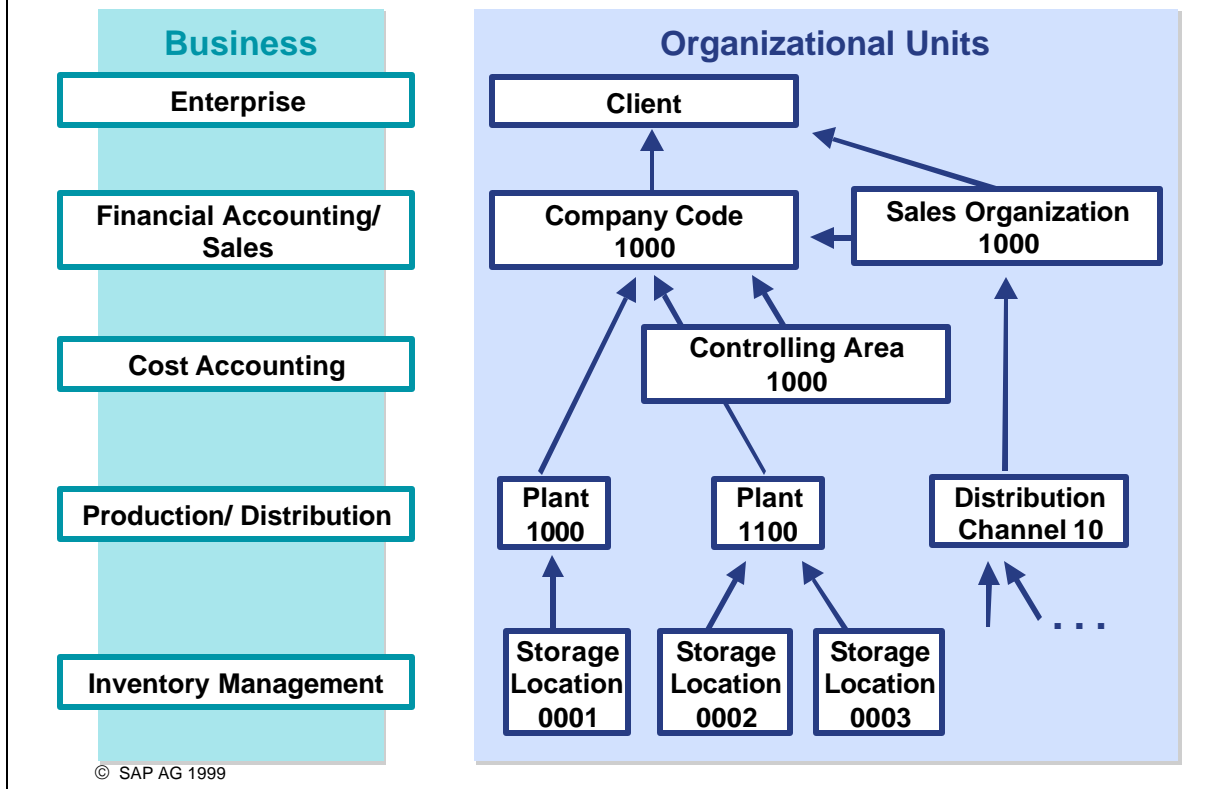 Business
Organizational Units
Enterprise
Client
Financial Accounting/
Sales
Company Code
1000
Sales Organization
1000
Cost Accounting
Controlling Area
1000
Production/ Distribution
Plant
1000
Plant
1100
Distribution
Channel 10
Inventory Management
Storage
Location
0001
Storage
Location
0002
Storage
Location
0003
. . .
© SAP AG 1999